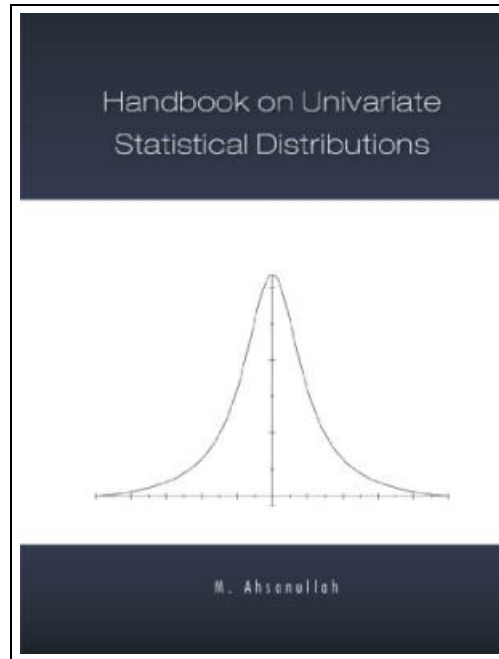 Handbook on Univariate
Statistical Distributions
M. Ahsanullah